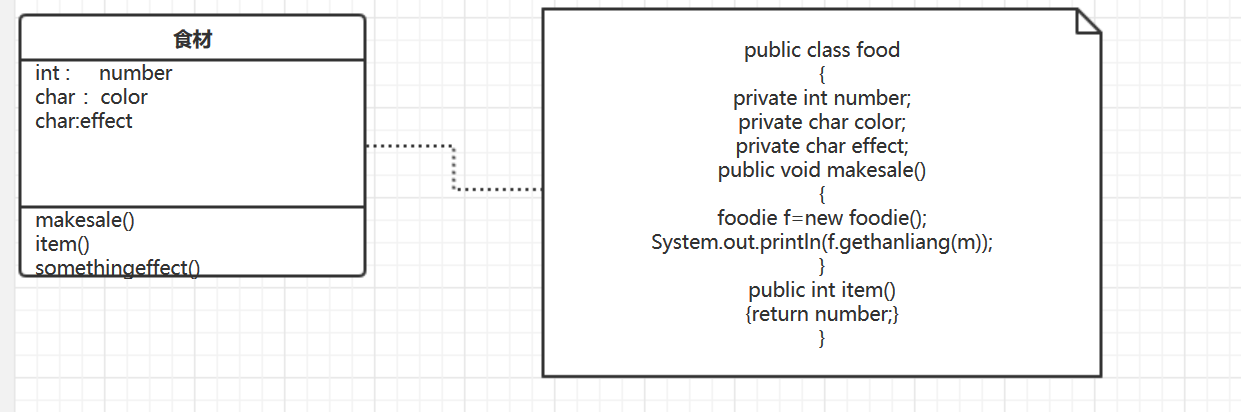 食材
int :     number
char :  color
char:effect
makesale()
item()
somethingeffect()
public class food
{
private int number;
private char color;
private char effect;
public void makesale()
{
foodie f=new foodie();
System.out.println(f.gethanliang(m));
}
public int item()
{return number;}
}